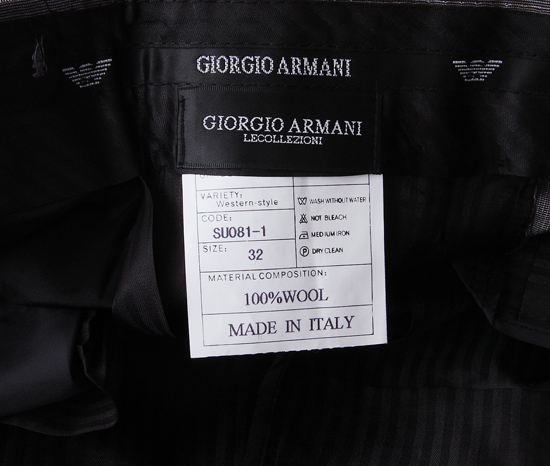 GIORGIO ARMANI
GIORGIO ARMANI
LECOLLEZIONI
VARIETY:
Western-style
CODE:
SU081-1
SIZE:
32
WASH WITHOUT WATER
NOT BLEACH
MEDIUM IRON
P DRY CLEAN
MATERIAL COMPOSITION:
100%WOOL
MADE IN ITALY